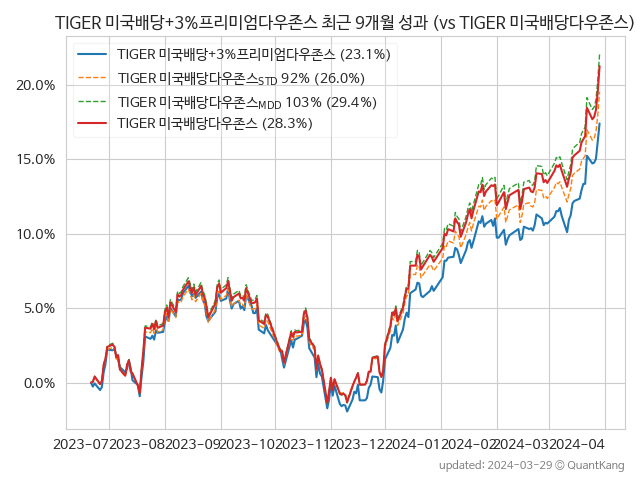 TIGER 미국배당+3%프리미엄다우존스 최근 9개월 성과 (vs TIGER 미국배당다우존스)
TIGER 미국배당+3%프리미엄다우존스 (23.1%)
TIGER 미국배당다우존스STD 92% (26.0%)
TIGER 미국배당다우존스MDD 103% (29.4%)
TIGER 미국배당다우존스 (28.3%)
20.0%
15.0%
10.0%
5.0%
0.0%
2023-07 2023-08 2023-09 2023-10 2023-11 2023-12 2024-01 2024-02 2024-03 2024-04
updated: 2024-03-29 © QuantKang